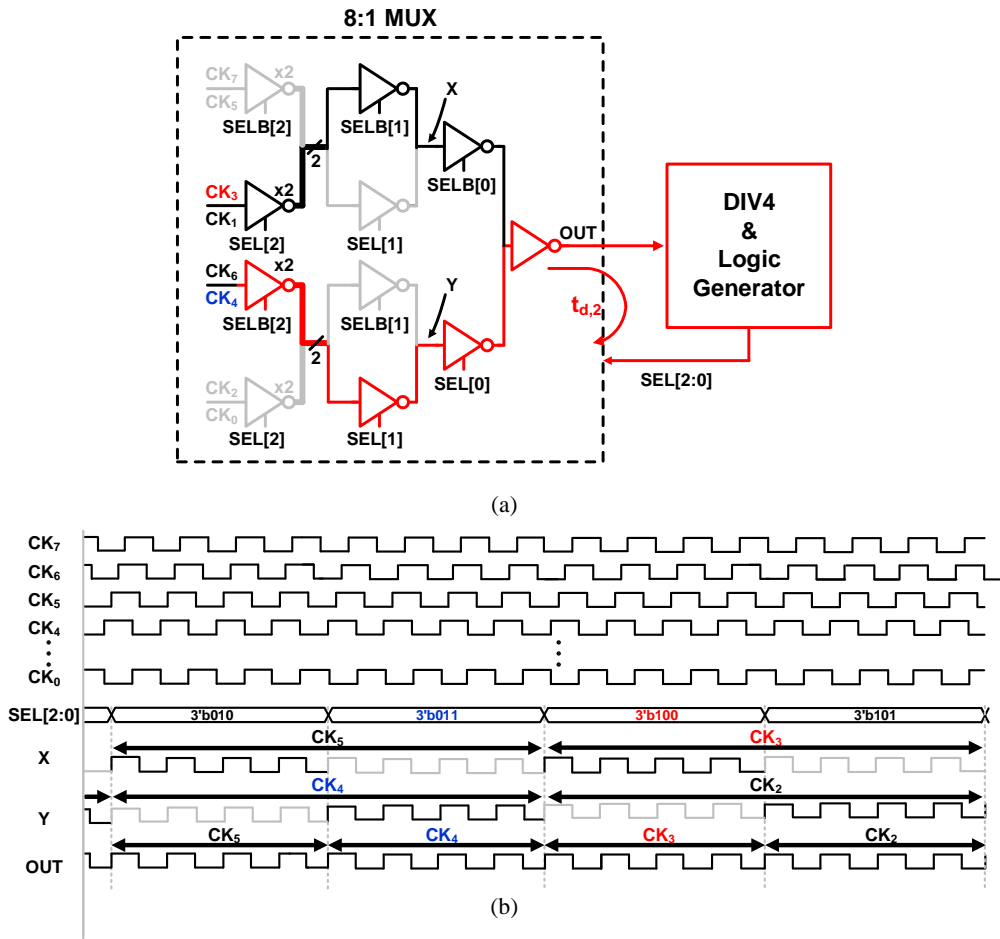 8:1 MUX
CK7
CK5
x2
SELB[2]
CK3
CK1
x2
SEL[2]
2
SELB[1]
SEL[1]
X
SELB[0]
CK6
CK4
x2
SELB[2]
CK2
CK0
x2
SEL[2]
2
SELB[1]
SEL[1]
Y
SEL[0]
OUT
td,2
DIV4
&
Logic
Generator
SEL[2:0]
(a)
CK7
CK6
CK5
CK4
CK0
SEL[2:0] 3'b010 3'b011 3'b100 3'b101
CK5 CK3
X
CK4 CK2
Y
CK5 CK4 CK3 CK2
OUT
(b)